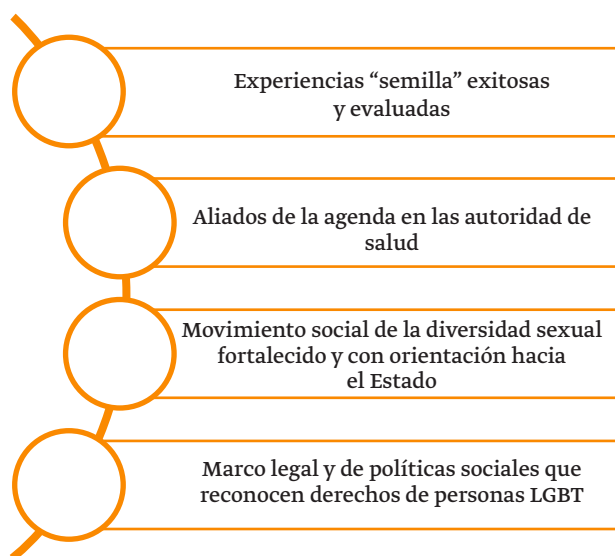 Experiencias “semilla” exitosas
y evaluadas
Aliados de la agenda en las autoridad de
salud
Movimiento social de la diversidad sexual
fortalecido y con orientación hacia
el Estado
Marco legal y de políticas sociales que
reconocen derechos de personas LGBT